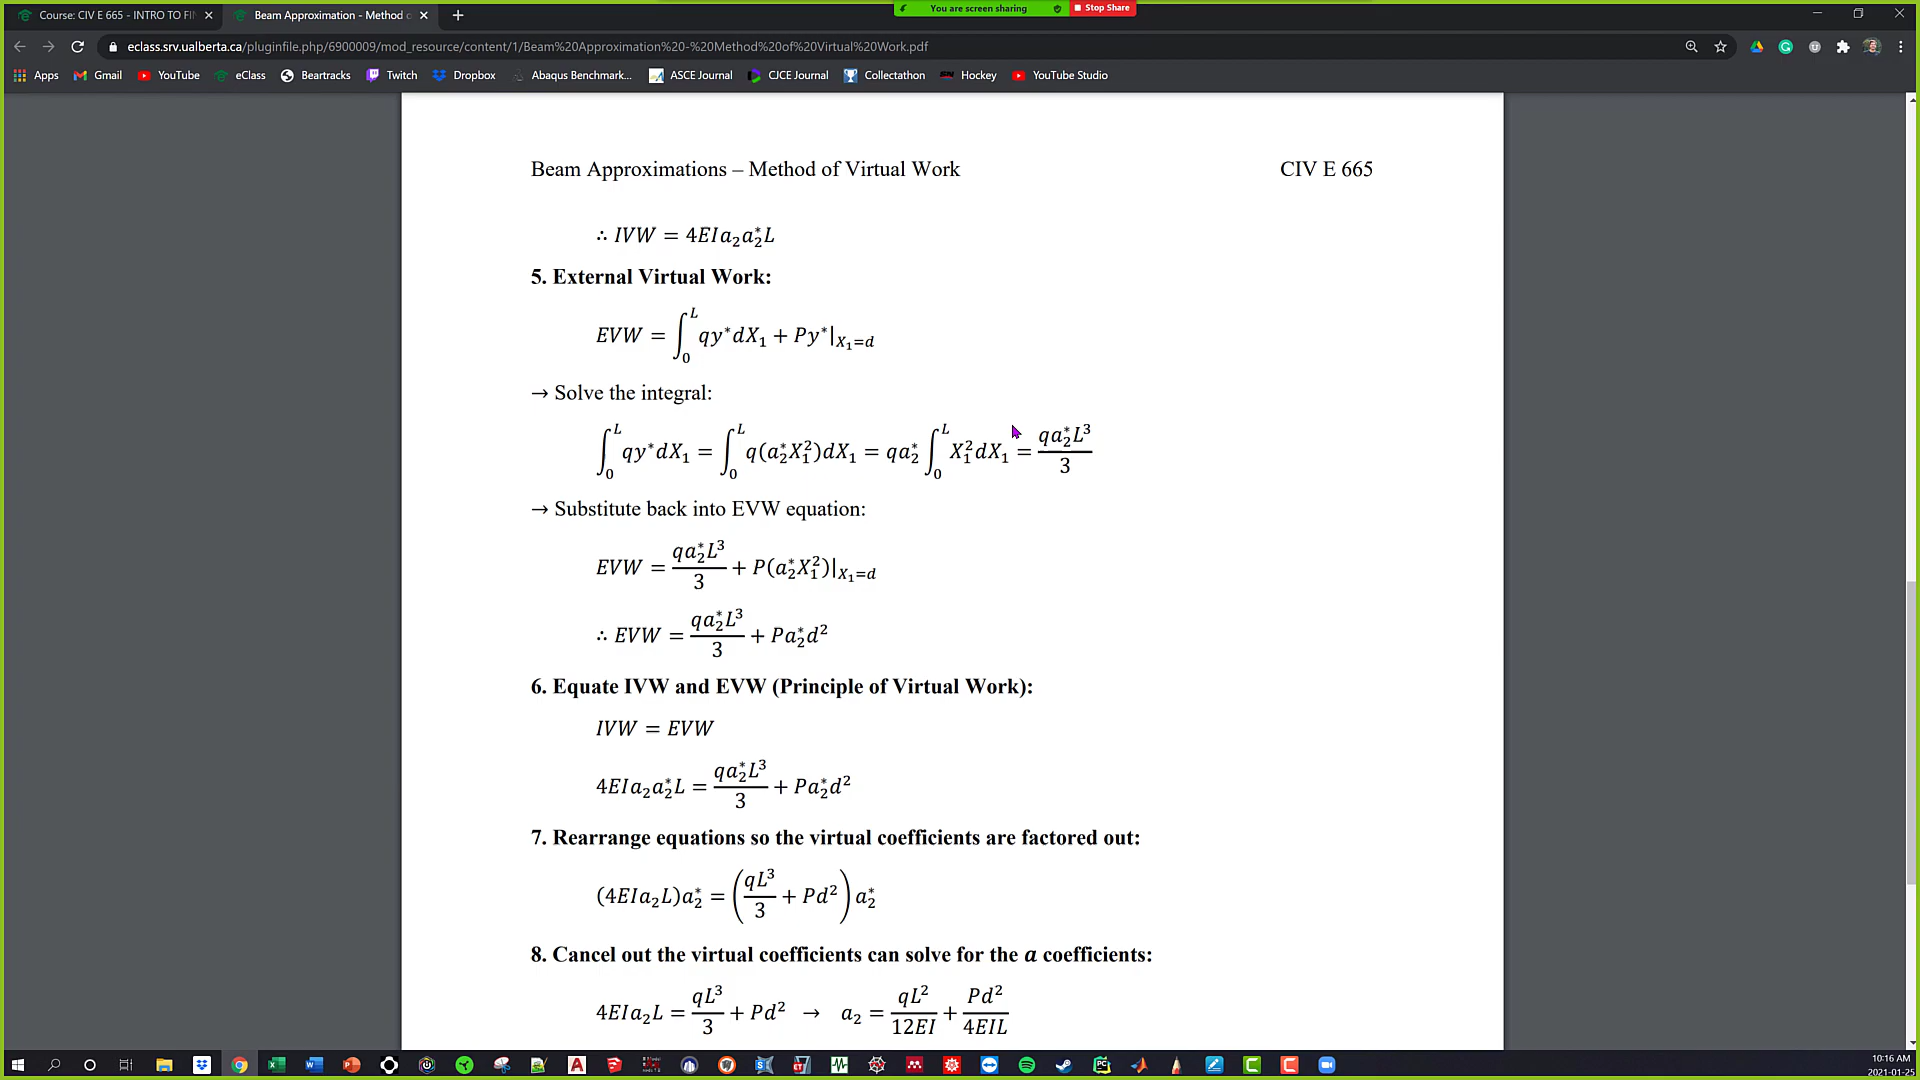 Course: CIV E 665 - INTRO TO FI
Beam Approximation - Method o
You are screen sharing
Stop Share
eclass.srv.ualberta.ca/pluginfile.php/6900009/mod_resource/content/1/Beam%20Approximation%20-%20Method%20of%20Virtual%20Work.pdf
Apps Gmail YouTube eClass Beartracks Twitch Dropbox Abaqus Benchmark... ASCE Journal CJCE Journal Collectathon Hockey YouTube Studio
Beam Approximations – Method of Virtual Work CIV E 665
∴ IVW = 4EIa₂a₂*L
5. External Virtual Work:
EVW = ∫₀ᴸ qy*dX₁ + Py*|X₁=d
→ Solve the integral:
∫₀ᴸ qy*dX₁ = ∫₀ᴸ q(a₂*X₁²)dX₁ = qa₂* ∫₀ᴸ X₁²dX₁ = qa₂*L³/3
→ Substitute back into EVW equation:
EVW = qa₂*L³/3 + P(a₂*X₁²)|X₁=d
∴ EVW = qa₂*L³/3 + Pa₂*d²
6. Equate IVW and EVW (Principle of Virtual Work):
IVW = EVW
4EIa₂a₂*L = qa₂*L³/3 + Pa₂*d²
7. Rearrange equations so the virtual coefficients are factored out:
(4EIa₂L)a₂* = (qL³/3 + Pd²) a₂*
8. Cancel out the virtual coefficients can solve for the a coefficients:
4EIa₂L = qL³/3 + Pd² → a₂ = qL²/12EI + Pd²/4EIL
10:16 AM
2021-01-25